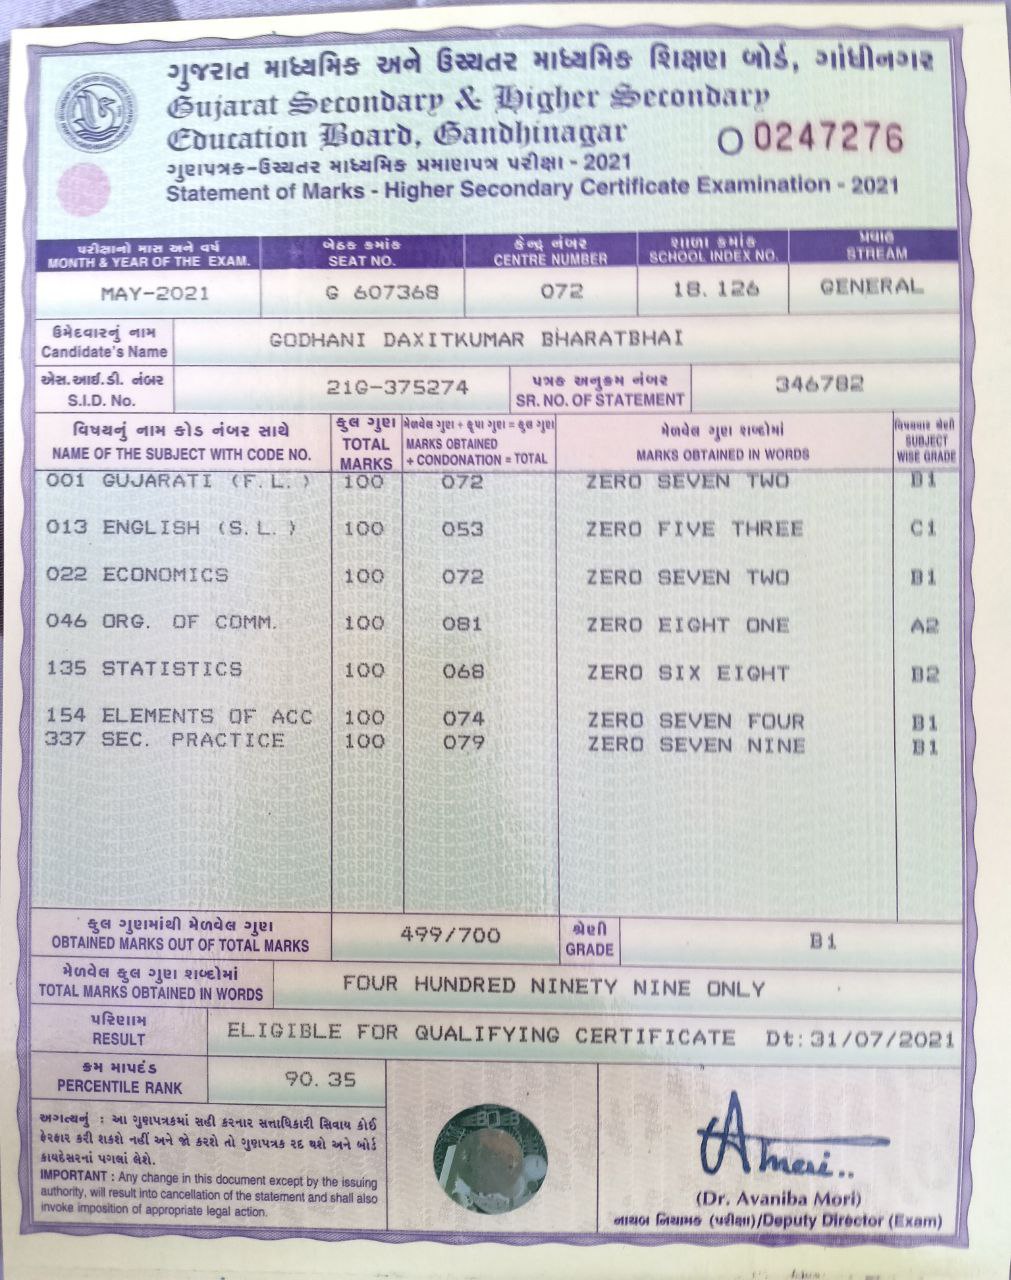 ગુજરાત માધ્યમિક અને ઉચ્ચતર માધ્યમિક શિક્ષણ બોર્ડ, ગાંધીનગર
Gujarat Secondary & Higher Secondary
Education Board, Gandhinagar
O 0247276
ગુણપત્રક-ઉચ્ચતર માધ્યમિક પ્રમાણપત્ર પરીક્ષા - 2021
Statement of Marks - Higher Secondary Certificate Examination - 2021
પરીક્ષાનો માસ અને વર્ષ બેઠક ક્રમાંક કેન્દ્ર નંબર શાળા ક્રમાંક પ્રવાહ
MONTH & YEAR OF THE EXAM. SEAT NO. CENTRE NUMBER SCHOOL INDEX NO. STREAM
MAY-2021 G 607368 072 18.126 GENERAL
ઉમેદવારનું નામ
Candidate's Name
GODHANI DAXITKUMAR BHARATBHAI
એસ.આઈ.ડી. નંબર
S.I.D. No.
21G-375274
પત્રક અનુક્રમ નંબર
SR. NO. OF STATEMENT
346782
વિષયનું નામ કોડ નંબર સાથે
NAME OF THE SUBJECT WITH CODE NO.
કુલ ગુણ
TOTAL
MARKS
મેળવેલ ગુણ + કૃપા ગુણ = કુલ ગુણ
MARKS OBTAINED
+ CONDONATION = TOTAL
મેળવેલ ગુણ શબ્દોમાં
MARKS OBTAINED IN WORDS
વિષયવાર શ્રેણી
SUBJECT
WISE GRADE
001 GUJARATI (F.L.) 100 072 ZERO SEVEN TWO B1
013 ENGLISH (S.L.) 100 053 ZERO FIVE THREE C1
022 ECONOMICS 100 072 ZERO SEVEN TWO B1
046 ORG. OF COMM. 100 081 ZERO EIGHT ONE A2
135 STATISTICS 100 068 ZERO SIX EIGHT B2
154 ELEMENTS OF ACC 100 074 ZERO SEVEN FOUR B1
337 SEC. PRACTICE 100 079 ZERO SEVEN NINE B1
કુલ ગુણમાંથી મેળવેલ ગુણ
OBTAINED MARKS OUT OF TOTAL MARKS
499/700
શ્રેણી
GRADE
B1
મેળવેલ કુલ ગુણ શબ્દોમાં
TOTAL MARKS OBTAINED IN WORDS
FOUR HUNDRED NINETY NINE ONLY
પરિણામ
RESULT
ELIGIBLE FOR QUALIFYING CERTIFICATE Dt:31/07/2021
ક્રમ માપદંડ
PERCENTILE RANK
90.35
અગત્યનું : આ ગુણપત્રકમાં સહી કરનાર સત્તાધિકારી સિવાય કોઈ
ફેરફાર કરી શકશે નહીં અને જો કરશે તો ગુણપત્રક રદ થશે અને બોર્ડ
કાયદેસરનાં પગલાં લેશે.
IMPORTANT : Any change in this document except by the issuing
authority, will result into cancellation of the statement and shall also
invoke imposition of appropriate legal action.
(Dr. Avaniba Mori)
નાયબ નિયામક (પરીક્ષા)/Deputy Director (Exam)